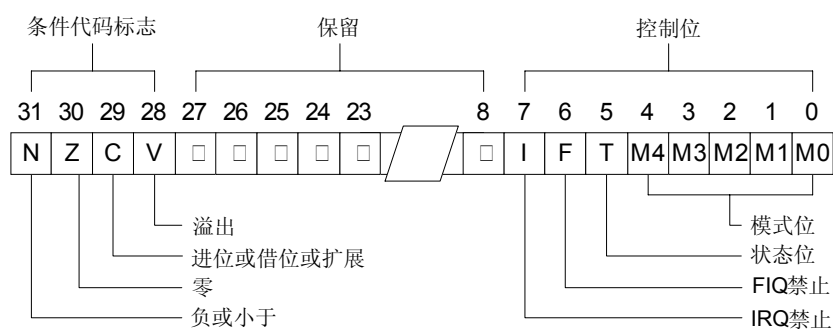 条件代码标志 保留 控制位
31 30 29 28 27 26 25 24 23 8 7 6 5 4 3 2 1 0
N Z C V □ □ □ □ □ □ I F T M4 M3 M2 M1 M0
溢出 模式位
进位或借位或扩展 状态位
零 FIQ禁止
负或小于 IRQ禁止